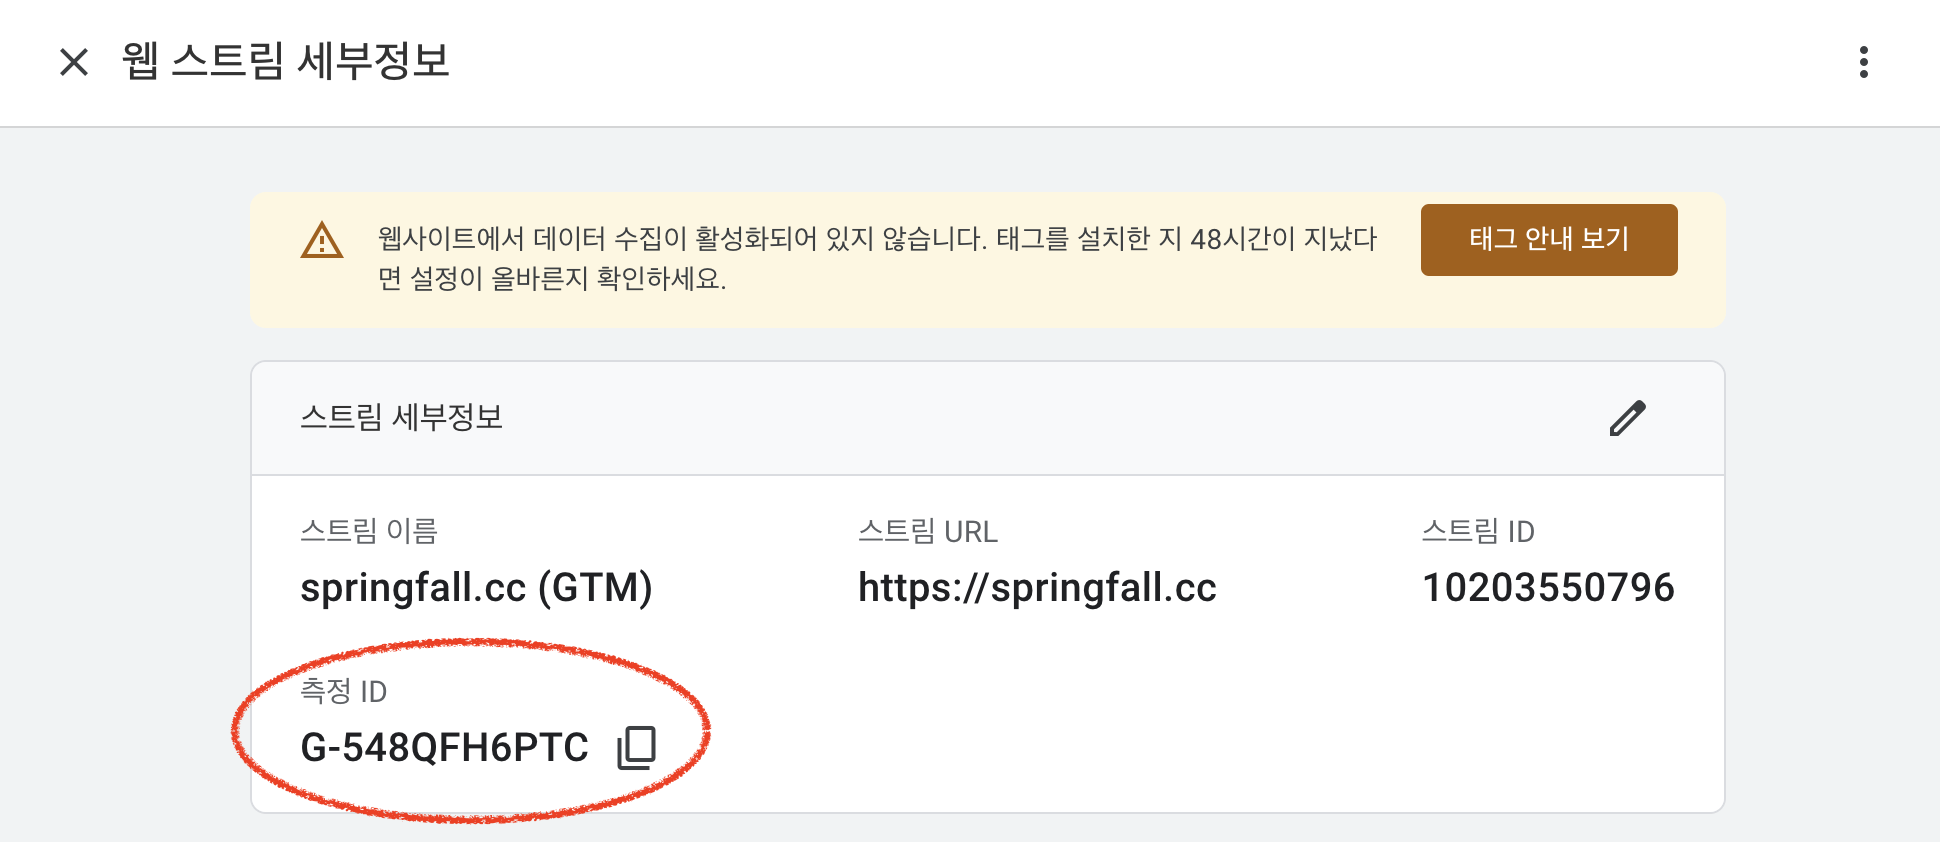 웹 스트림 세부정보
웹사이트에서 데이터 수집이 활성화되어 있지 않습니다. 태그를 설치한 지 48시간이 지났다
면 설정이 올바른지 확인하세요.
태그 안내 보기
스트림 세부정보
스트림 이름
springfall.cc (GTM)
스트림 URL
https://springfall.cc
스트림 ID
10203550796
측정 ID
G-548QFH6PTC